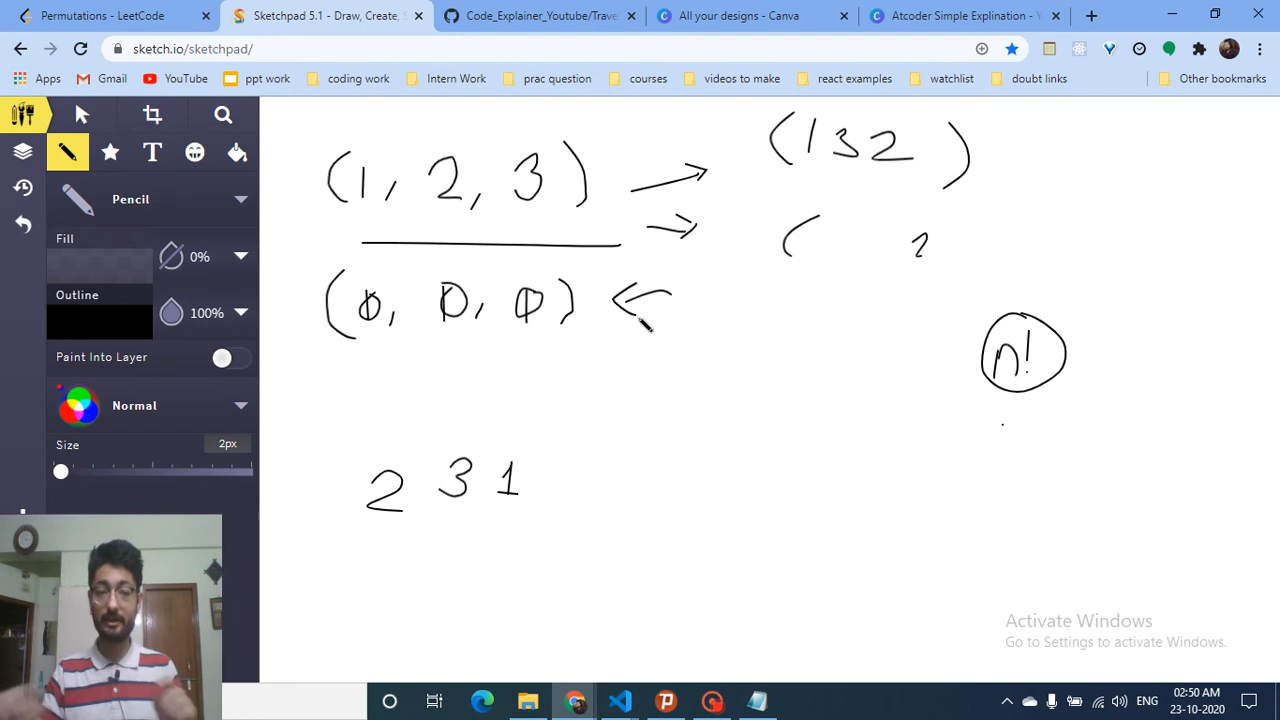 Permutations - LeetCode
Sketchpad 5.1 - Draw, Create, S
Code_Explainer_Youtube/Trave
All your designs - Canva
Atcoder Simple Explination - Yo
sketch.io/sketchpad/
Apps
Gmail
YouTube
ppt work
coding work
Intern Work
prac question
courses
videos to make
react examples
watchlist
doubt links
Other bookmarks
Pencil
Fill
0%
Outline
100%
Paint Into Layer
Normal
Size
2px
(1, 2, 3) → (1 3 2)
→ ( 2
(0, 0, 0) ←
n!
2 3 1
Activate Windows
Go to Settings to activate Windows.
ENG
02:50 AM
23-10-2020